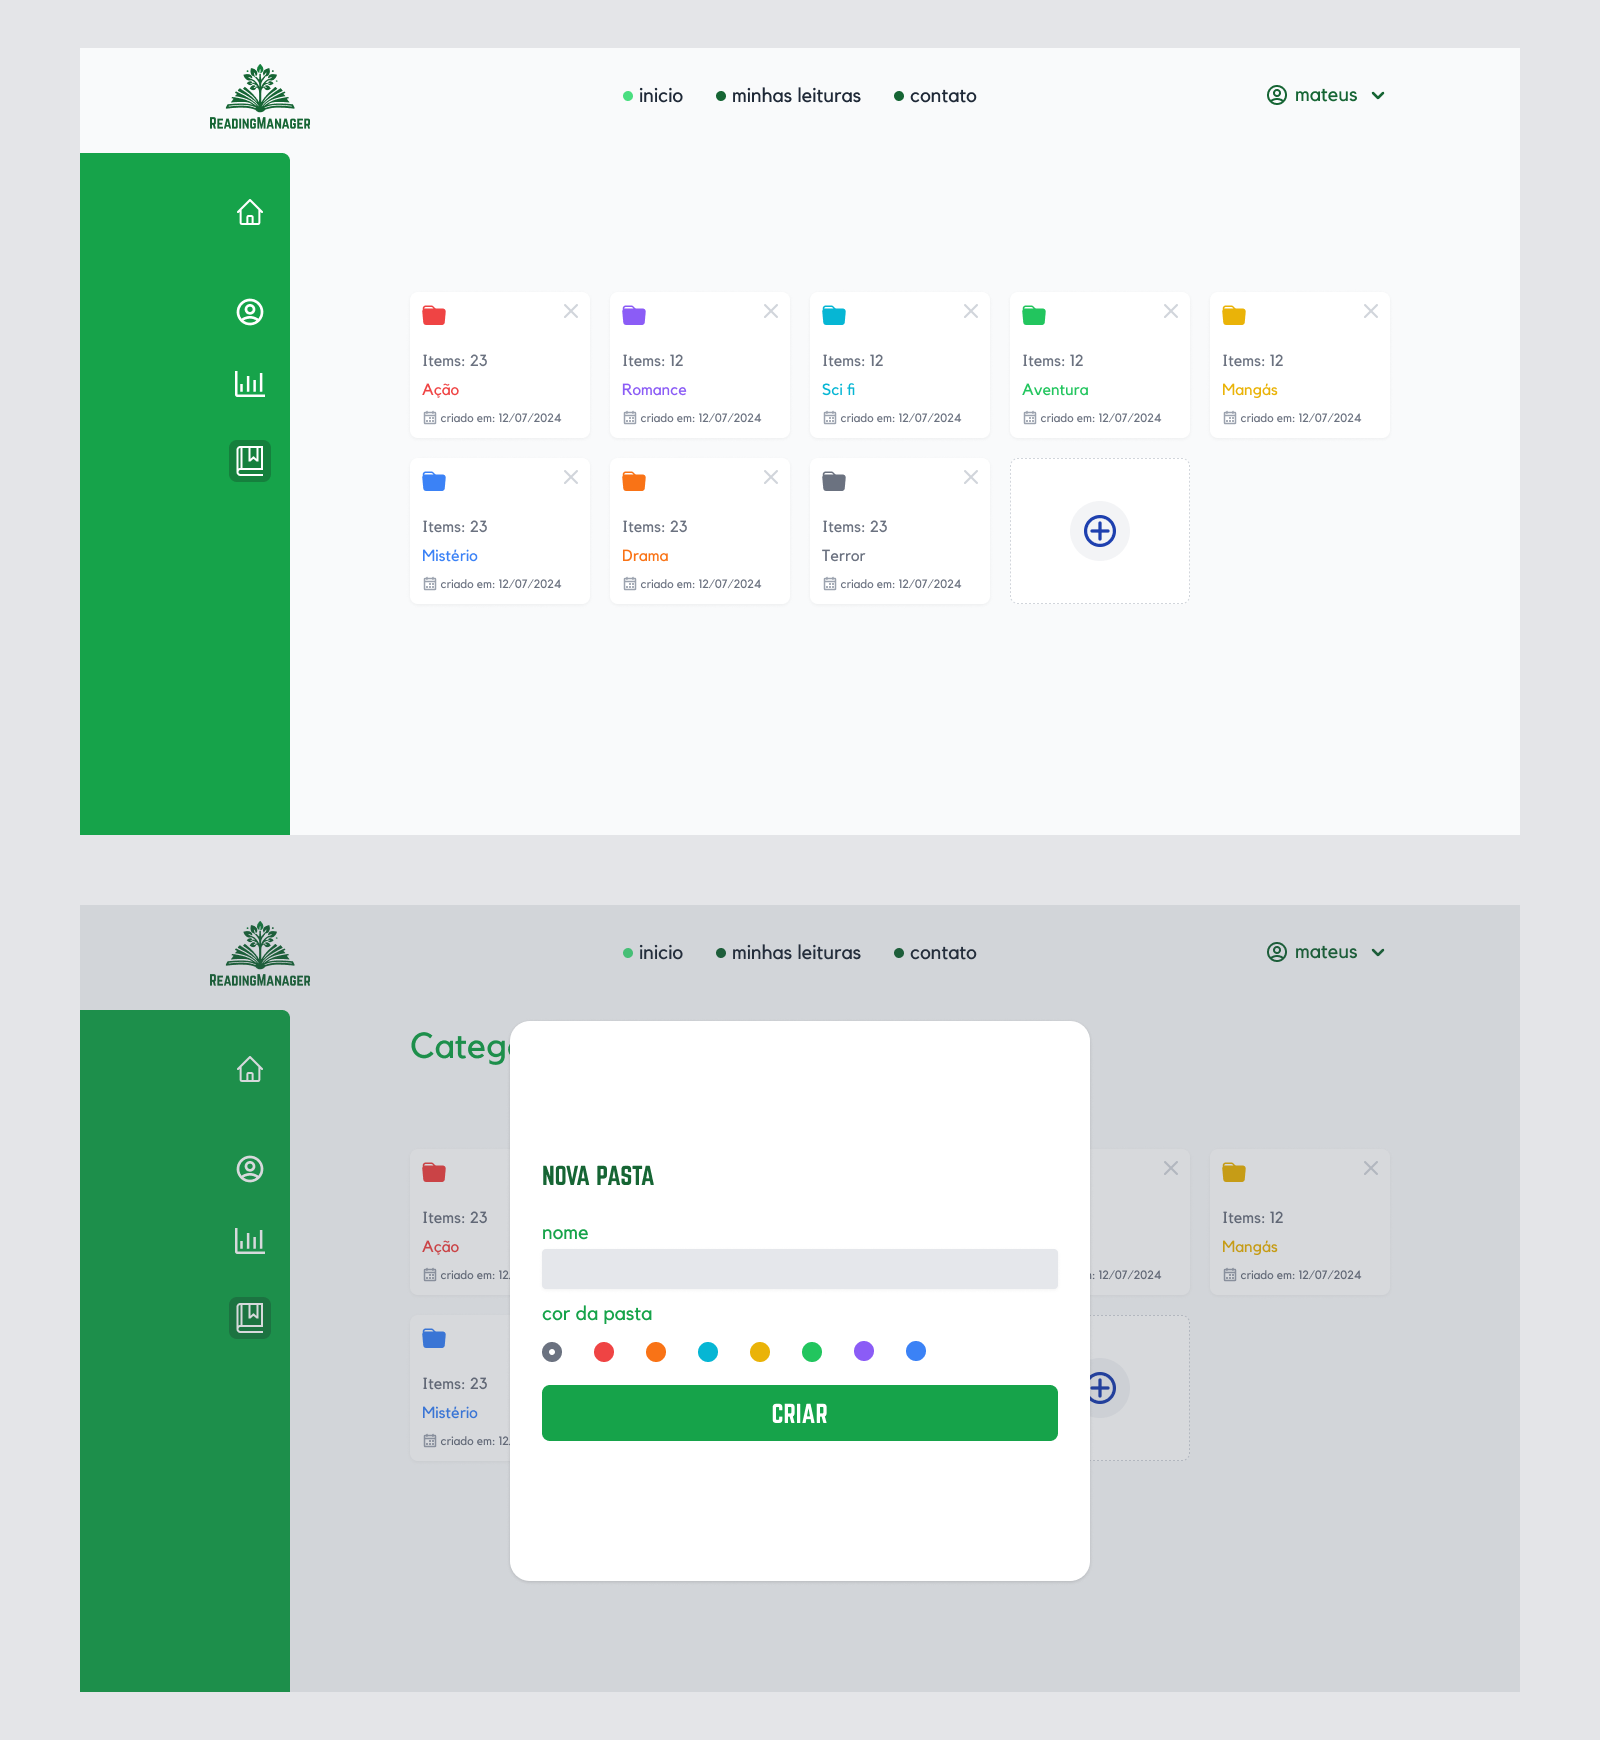 READINGMANAGER
inicio minhas leituras contato
mateus
Items: 23
Ação
criado em: 12/07/2024
Items: 12
Romance
criado em: 12/07/2024
Items: 12
Sci fi
criado em: 12/07/2024
Items: 12
Aventura
criado em: 12/07/2024
Items: 12
Mangás
criado em: 12/07/2024
Items: 23
Mistério
criado em: 12/07/2024
Items: 23
Drama
criado em: 12/07/2024
Items: 23
Terror
criado em: 12/07/2024
READINGMANAGER
inicio minhas leituras contato
mateus
Categ
Items: 23
Ação
criado em: 12
: 12/07/2024
Items: 12
Mangás
criado em: 12/07/2024
Items: 23
Mistério
criado em: 12
NOVA PASTA
nome
cor da pasta
CRIAR